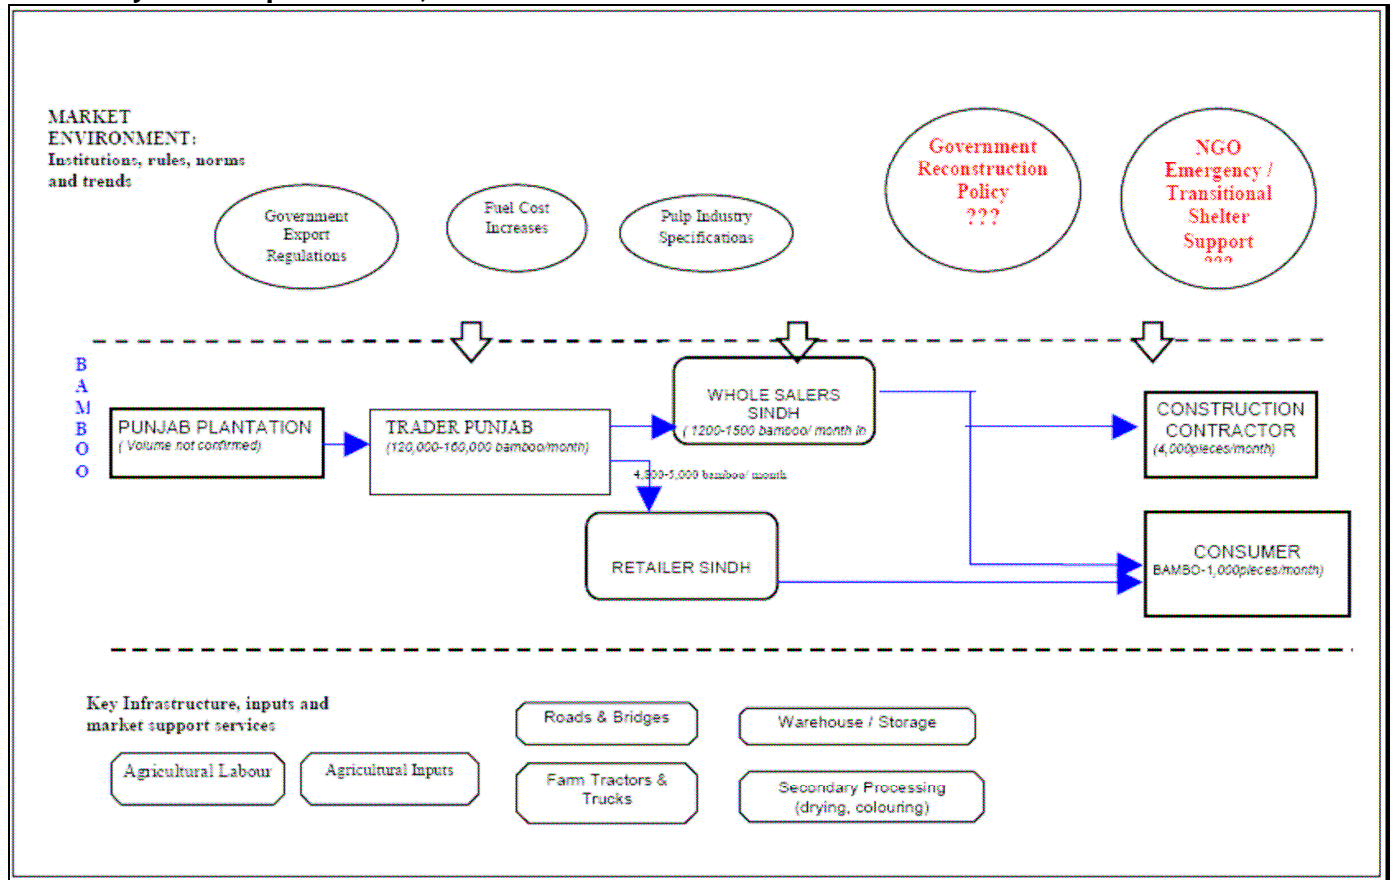 MARKET
ENVIRONMENT:
Institutions, rules, norms
and trends
Government
Export
Regulations
Fuel Cost
Increases
Pulp Industry
Specifications
Government
Reconstruction
Policy
???
NGO
Emergency /
Transitional
Shelter
Support
???
B
A
M
B
O
O
PUNJAB PLANTATION
( Volume not confirmed)
TRADER PUNJAB
(120,000-160,000 bamboo/month)
WHOLE SALERS
SINDH
( 1200-1500 bamboo/ month in
bamboo/ month
RETAILER SINDH
CONSTRUCTION
CONTRACTOR
(4,000pieces/month)
CONSUMER
BAMBO-1,000pieces/month)
Key Infrastructure, inputs and
market support services
Agricultural Labour
Agricultural Inputs
Roads & Bridges
Farm Tractors &
Trucks
Warehouse / Storage
Secondary Processing
(drying, colouring)